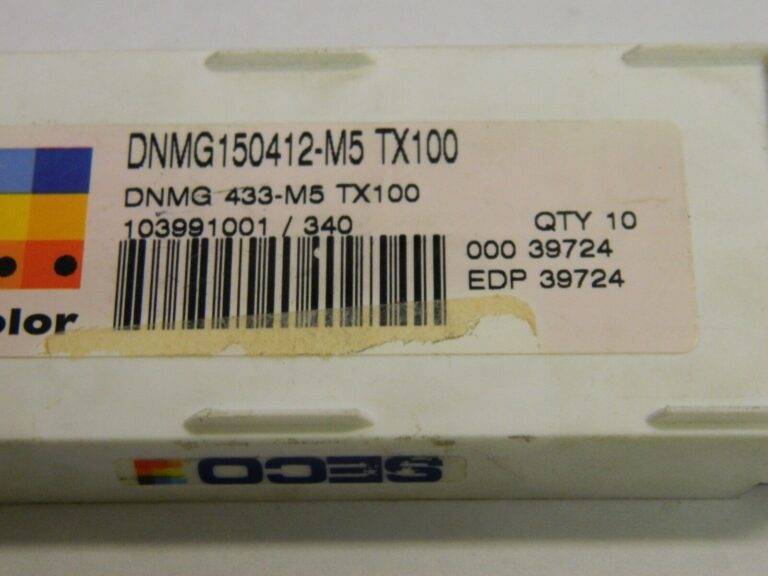 DNMG150412-M5 TX100
DNMG 433-M5 TX100
103991001 / 340
QTY 10
000 39724
EDP 39724
olor
SECO